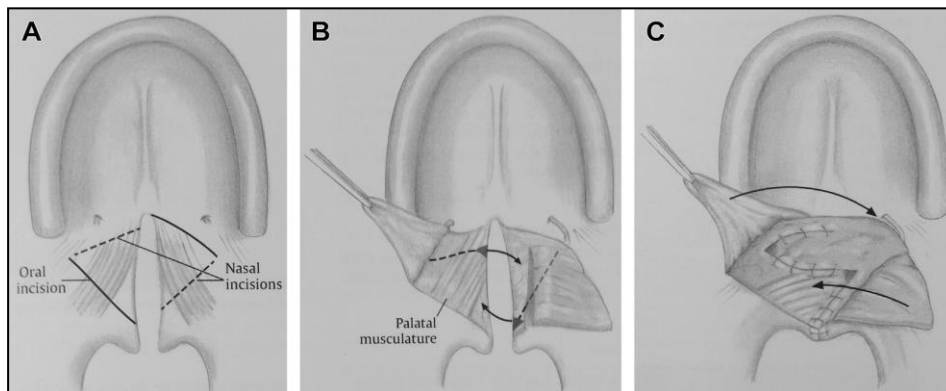 A
B
C
Oral
incision
Nasal
incisions
Palatal
musculature